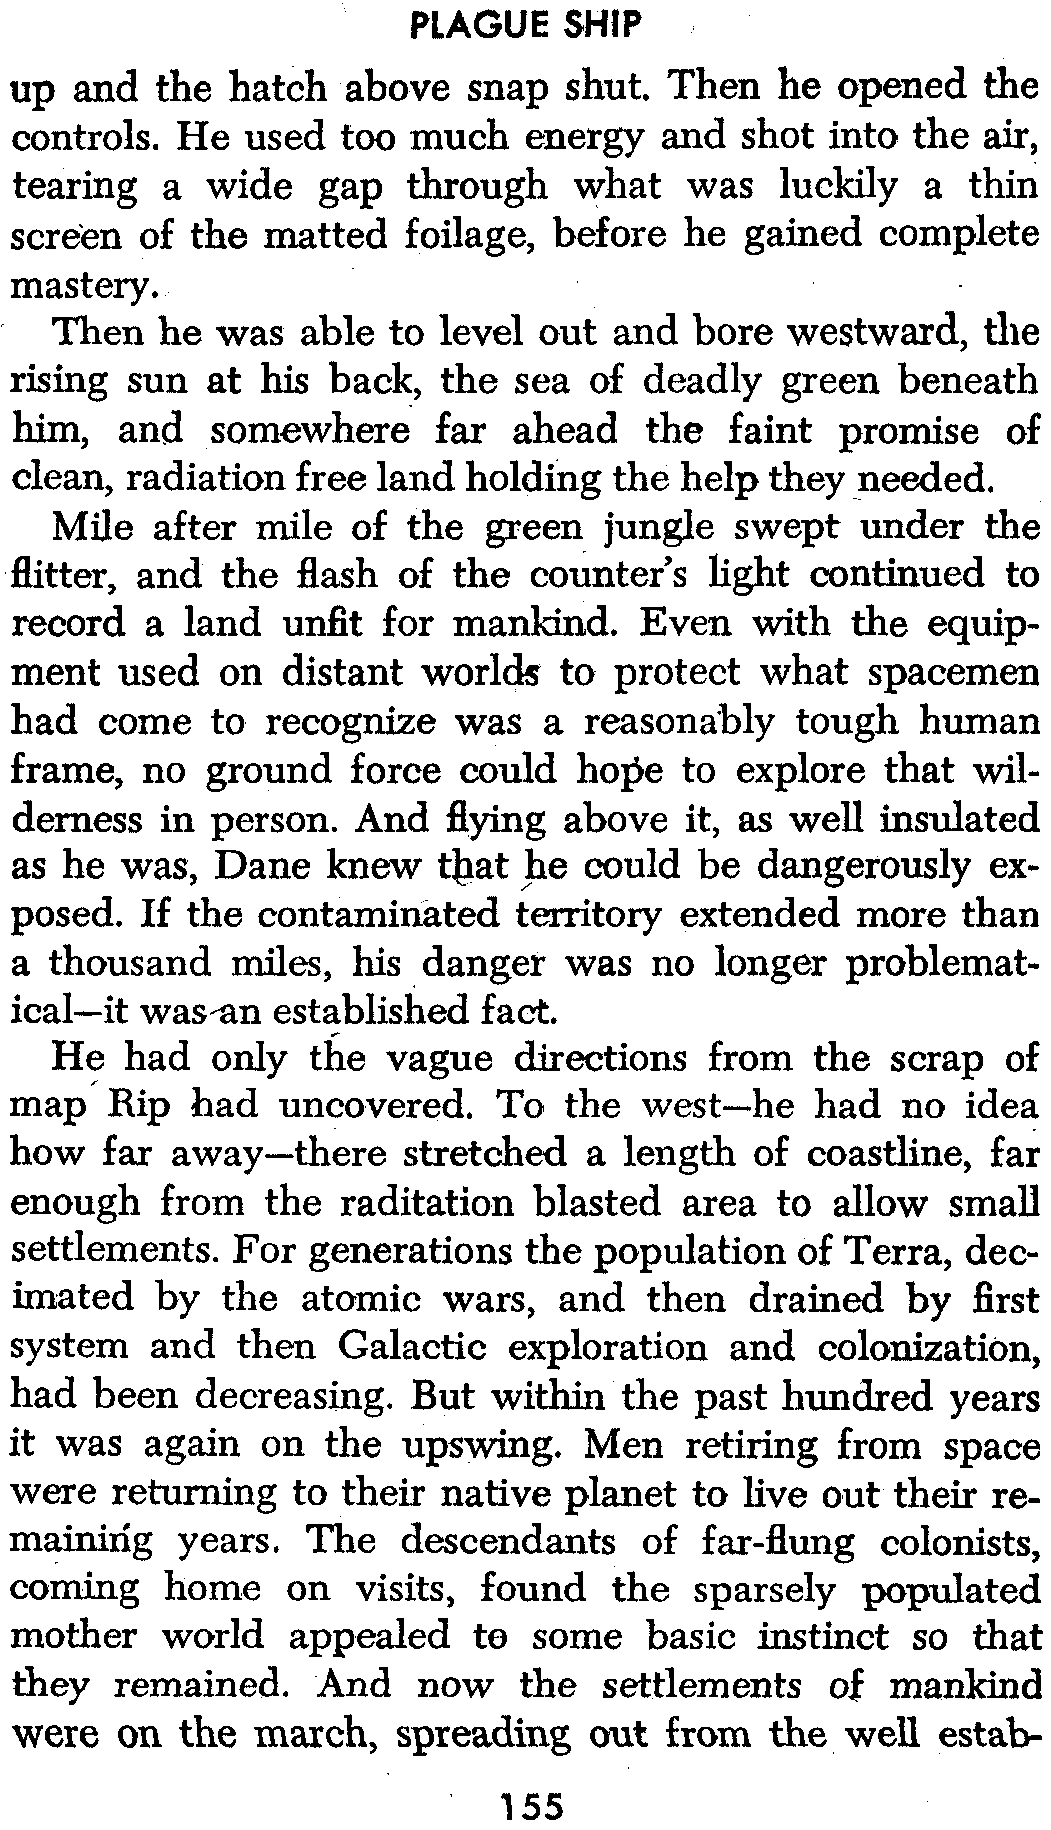 PLAGUE SHIP
up and the hatch above snap shut. Then he opened the
controls. He used too much energy and shot into the air,
tearing a wide gap through what was luckily a thin
screen of the matted foilage, before he gained complete
mastery.
Then he was able to level out and bore westward, the
rising sun at his back, the sea of deadly green beneath
him, and somewhere far ahead the faint promise of
clean, radiation free land holding the help they needed.
Mile after mile of the green jungle swept under the
flitter, and the flash of the counter's light continued to
record a land unfit for mankind. Even with the equip-
ment used on distant worlds to protect what spacemen
had come to recognize was a reasonably tough human
frame, no ground force could hope to explore that wil-
derness in person. And flying above it, as well insulated
as he was, Dane knew that he could be dangerously ex-
posed. If the contaminated territory extended more than
a thousand miles, his danger was no longer problemat-
ical—it was an established fact.
He had only the vague directions from the scrap of
map Rip had uncovered. To the west—he had no idea
how far away—there stretched a length of coastline, far
enough from the raditation blasted area to allow small
settlements. For generations the population of Terra, dec-
imated by the atomic wars, and then drained by first
system and then Galactic exploration and colonization,
had been decreasing. But within the past hundred years
it was again on the upswing. Men retiring from space
were returning to their native planet to live out their re-
maining years. The descendants of far-flung colonists,
coming home on visits, found the sparsely populated
mother world appealed to some basic instinct so that
they remained. And now the settlements of mankind
were on the march, spreading out from the well estab-
155